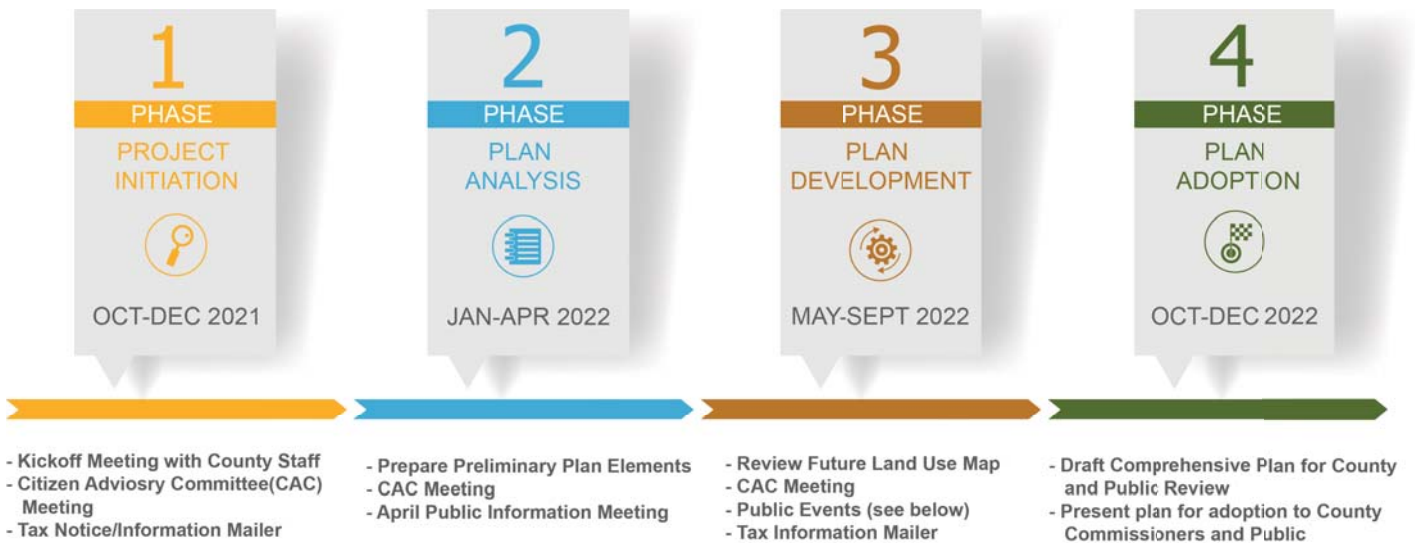 1
PHASE
PROJECT
INITIATION
OCT-DEC 2021
- Kickoff Meeting with County Staff
- Citizen Adviosry Committee(CAC)
Meeting
- Tax Notice/Information Mailer
2
PHASE
PLAN
ANALYSIS
JAN-APR 2022
- Prepare Preliminary Plan Elements
- CAC Meeting
- April Public Information Meeting
3
PHASE
PLAN
DEVELOPMENT
MAY-SEPT 2022
- Review Future Land Use Map
- CAC Meeting
- Public Events (see below)
- Tax Information Mailer
4
PHASE
PLAN
ADOPTION
OCT-DEC 2022
- Draft Comprehensive Plan for County
and Public Review
- Present plan for adoption to County
Commissioners and Public